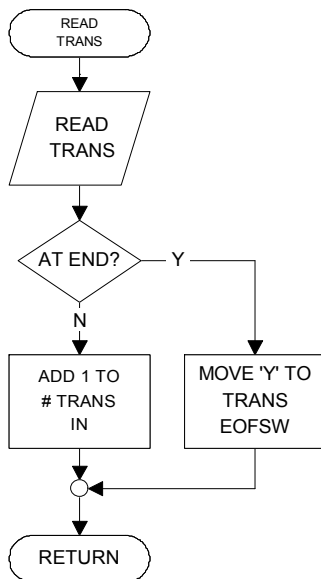 READ
TRANS
READ
TRANS
AT END?
Y
N
ADD 1 TO
# TRANS
IN
MOVE 'Y' TO
TRANS
EOFSW
RETURN